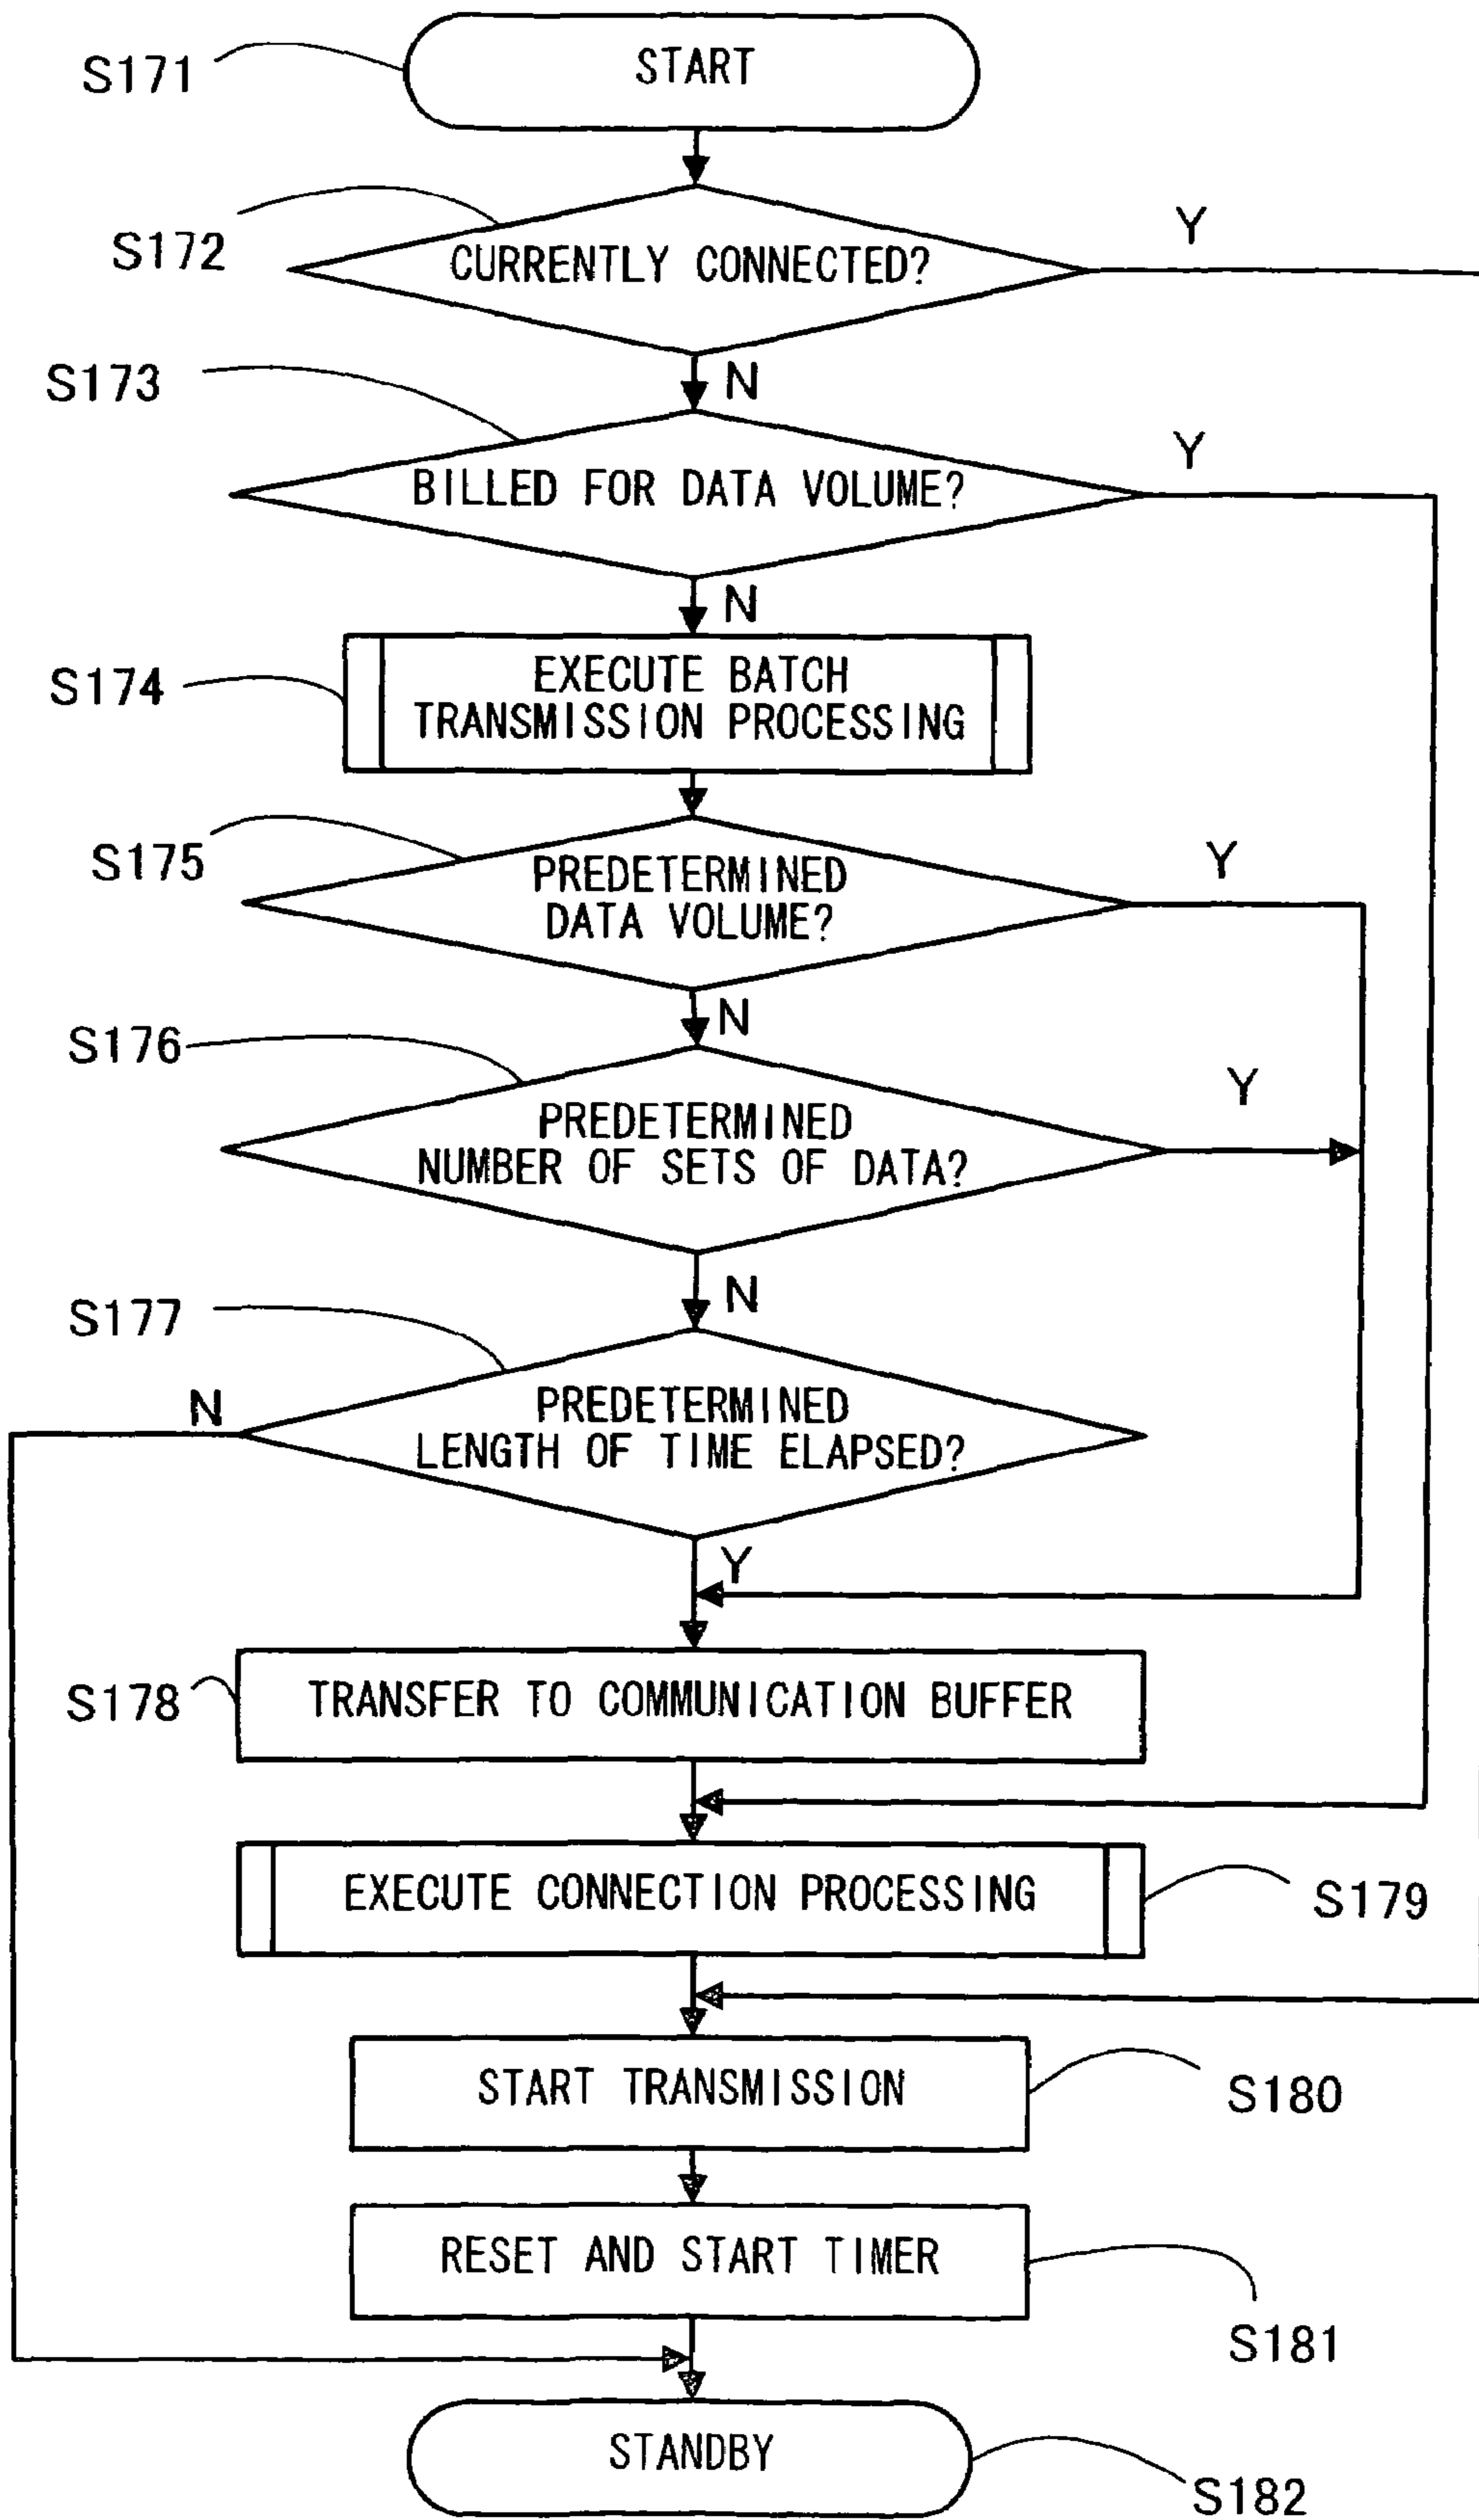 S171
START
S172
CURRENTLY CONNECTED?
Y
N
S173
BILLED FOR DATA VOLUME?
Y
N
S174
EXECUTE BATCH
TRANSMISSION PROCESSING
S175
PREDETERMINED
DATA VOLUME?
Y
N
S176
PREDETERMINED
NUMBER OF SETS OF DATA?
Y
N
S177
PREDETERMINED
LENGTH OF TIME ELAPSED?
N
Y
S178
TRANSFER TO COMMUNICATION BUFFER
EXECUTE CONNECTION PROCESSING
S179
START TRANSMISSION
S180
RESET AND START TIMER
S181
STANDBY
S182